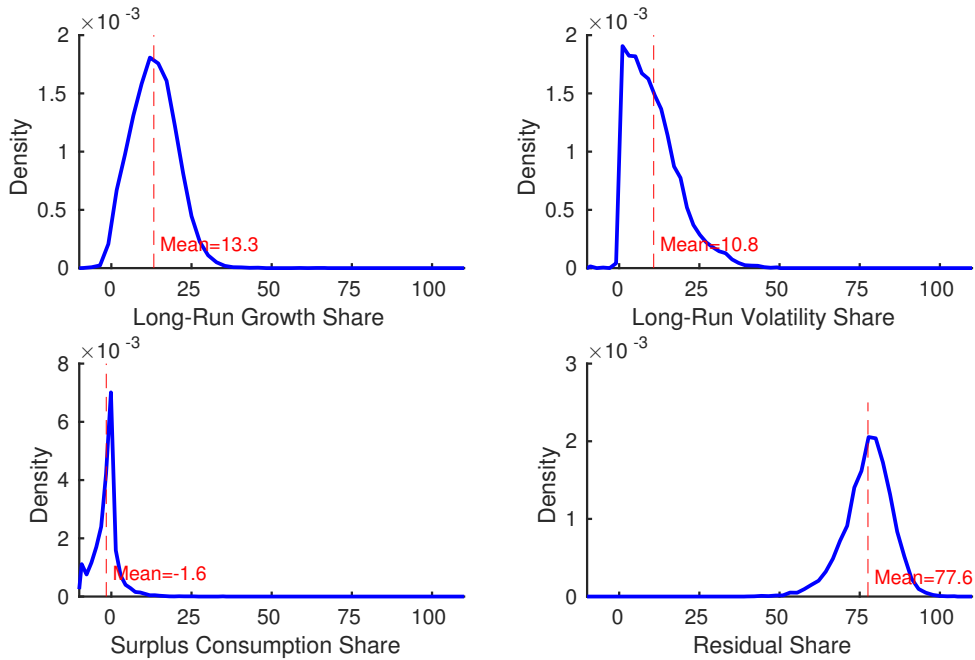 ×10 -3
2
1.5
1
0.5
0
Density
Mean=13.3
0 25 50 75 100
Long-Run Growth Share
×10 -3
2
1.5
1
0.5
0
Density
Mean=10.8
0 25 50 75 100
Long-Run Volatility Share
×10 -3
8
6
4
2
0
Density
Mean=-1.6
0 25 50 75 100
Surplus Consumption Share
×10 -3
3
2
1
0
Density
Mean=77.6
0 25 50 75 100
Residual Share